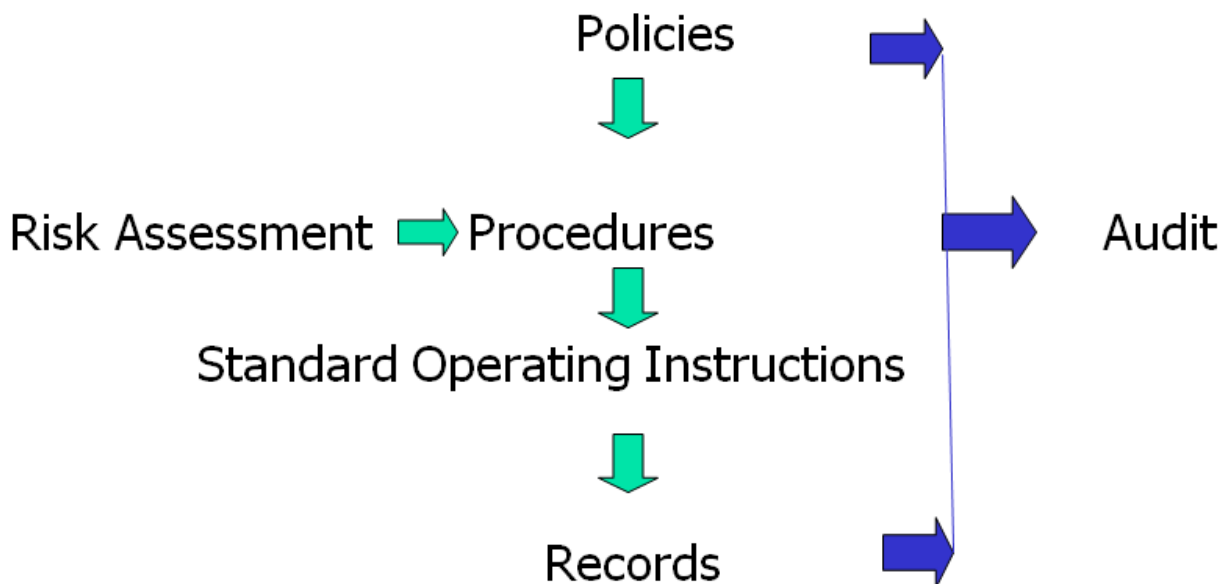 Policies
Risk Assessment Procedures Audit
Standard Operating Instructions
Records